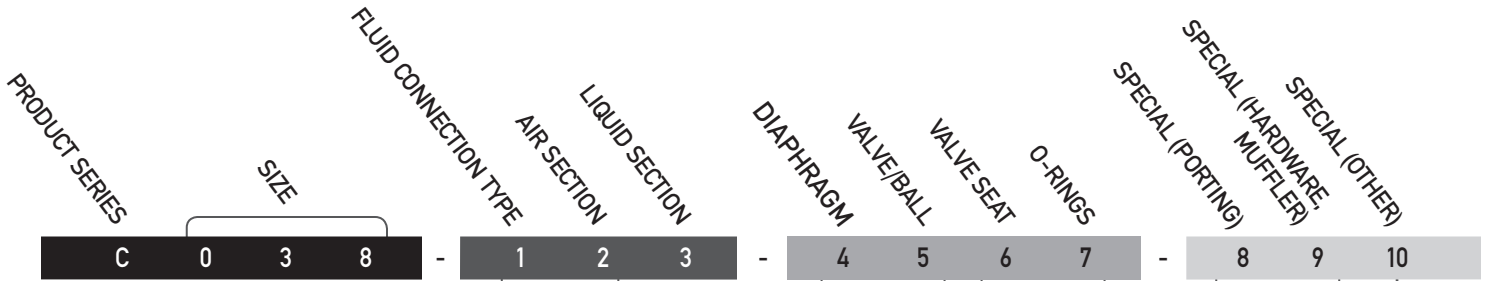 PRODUCT SERIES
SIZE
FLUID CONNECTION TYPE
AIR SECTION
LIQUID SECTION
DIAPHRAGM
VALVE/BALL
VALVE SEAT
O-RINGS
SPECIAL (PORTING)
SPECIAL (HARDWARE,
MUFFLER)
SPECIAL (OTHER)
C 0 3 8 - 1 2 3 - 4 5 6 7 - 8 9 10